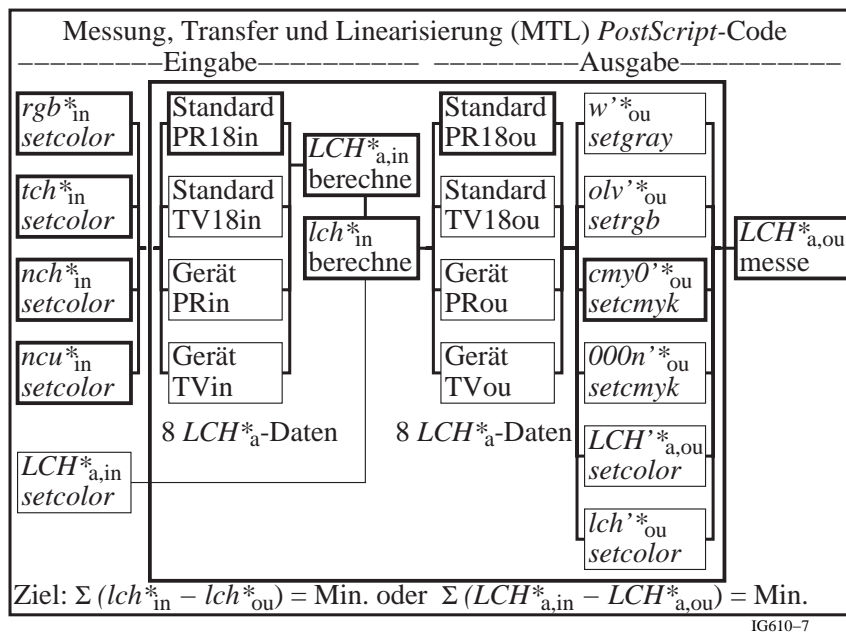 Messung, Transfer und Linearisierung (MTL) PostScript-Code
–––––––––Eingabe–––––––––– –––––––––Ausgabe––––––––––
rgb*in
setcolor
tch*in
setcolor
nch*in
setcolor
ncu*in
setcolor
LCH*a,in
setcolor
Standard
PR18in
Standard
TV18in
Gerät
PRin
Gerät
TVin
8 LCH*a-Daten
LCH*a,in
berechne
lch*in
berechne
Standard
PR18ou
Standard
TV18ou
Gerät
PRou
Gerät
TVou
8 LCH*a-Daten
w'*ou
setgray
olv'*ou
setrgb
cmy0'*ou
setcmyk
000n'*ou
setcmyk
LCH'*a,ou
setcolor
lch'*ou
setcolor
LCH*a,ou
messe
Ziel: Σ (lch*in – lch*ou) = Min. oder Σ (LCH*a,in – LCH*a,ou) = Min.
IG610–7